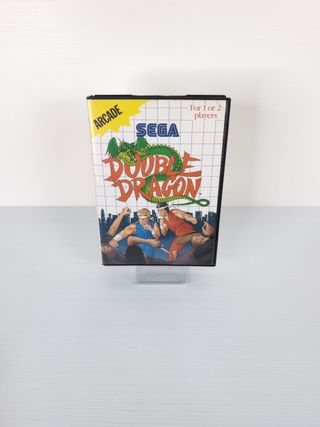 ARCADE
For 1 or 2
players
SEGA
DOUBLE
DRAGON